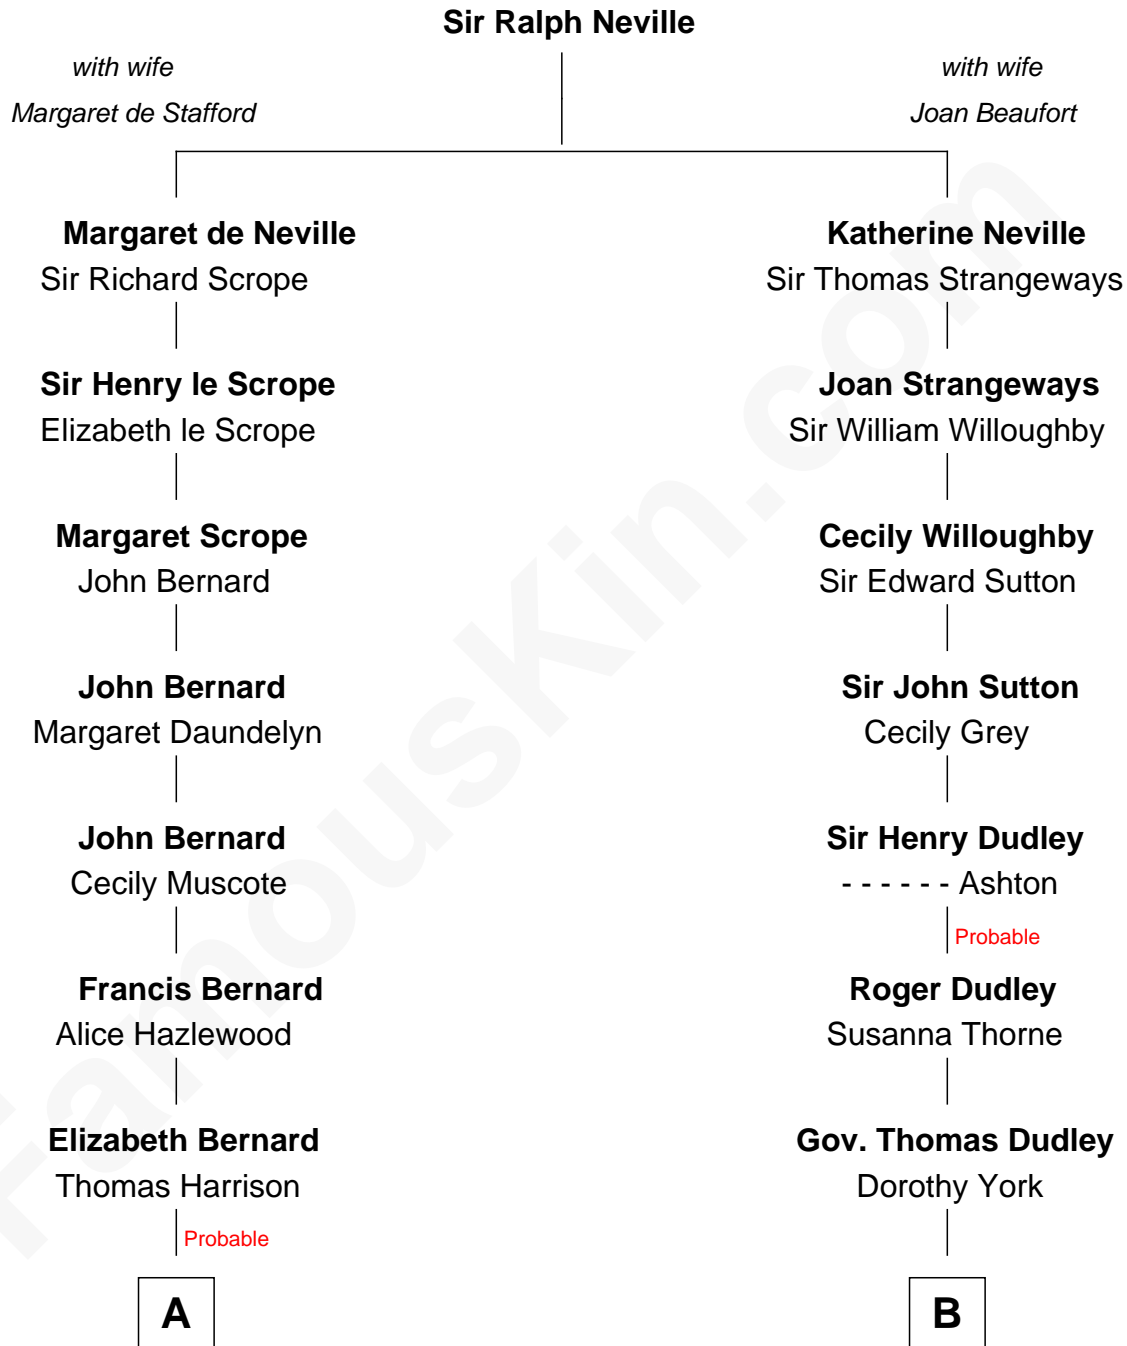 Sir Ralph Neville
with wife
Margaret de Stafford
with wife
Joan Beaufort
Margaret de Neville
Sir Richard Scrope
Katherine Neville
Sir Thomas Strangeways
Sir Henry le Scrope
Elizabeth le Scrope
Joan Strangeways
Sir William Willoughby
Margaret Scrope
John Bernard
Cecily Willoughby
Sir Edward Sutton
John Bernard
Margaret Daundelyn
Sir John Sutton
Cecily Grey
John Bernard
Cecily Muscote
Sir Henry Dudley
- - - - - - Ashton
Probable
Francis Bernard
Alice Hazlewood
Roger Dudley
Susanna Thorne
Elizabeth Bernard
Thomas Harrison
Probable
Gov. Thomas Dudley
Dorothy York
A
B
FamousKin.com